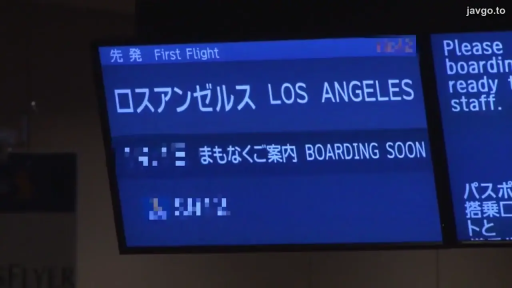 javgo.to
先発 First Flight
ロスアンゼルス LOS ANGELES
まもなくご案内 BOARDING SOON
Please
boardin
ready
staff.
パスポ
搭乗口
トと